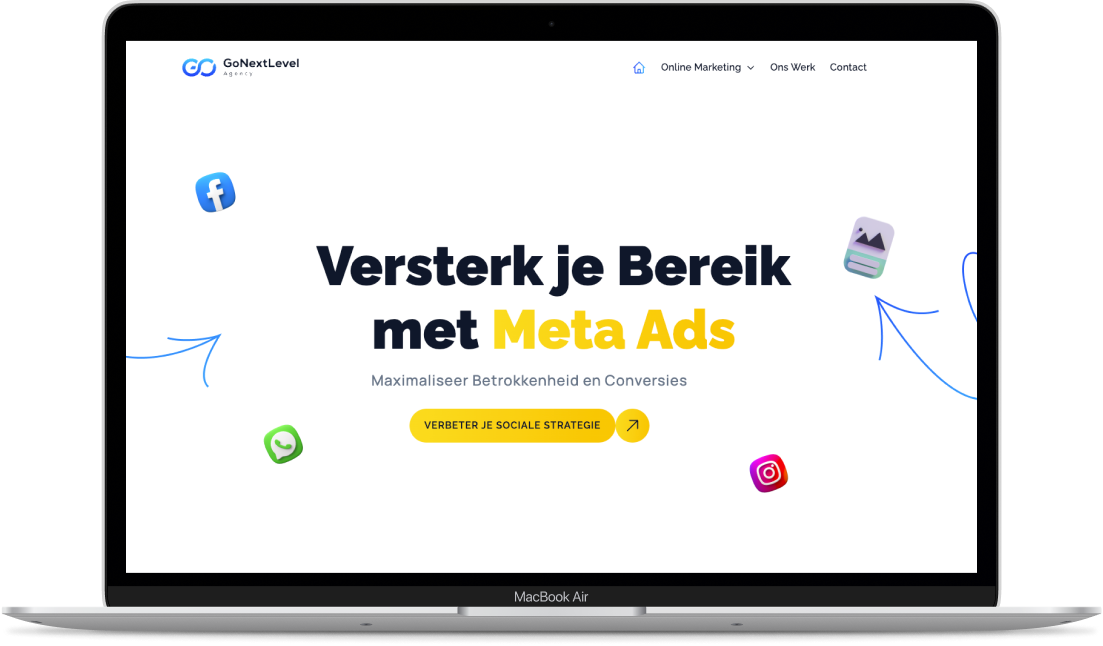 GoNextLevel
Agency
Online Marketing
Ons Werk
Contact
Versterk je Bereik
met Meta Ads
Maximaliseer Betrokkenheid en Conversies
VERBETER JE SOCIALE STRATEGIE
MacBook Air